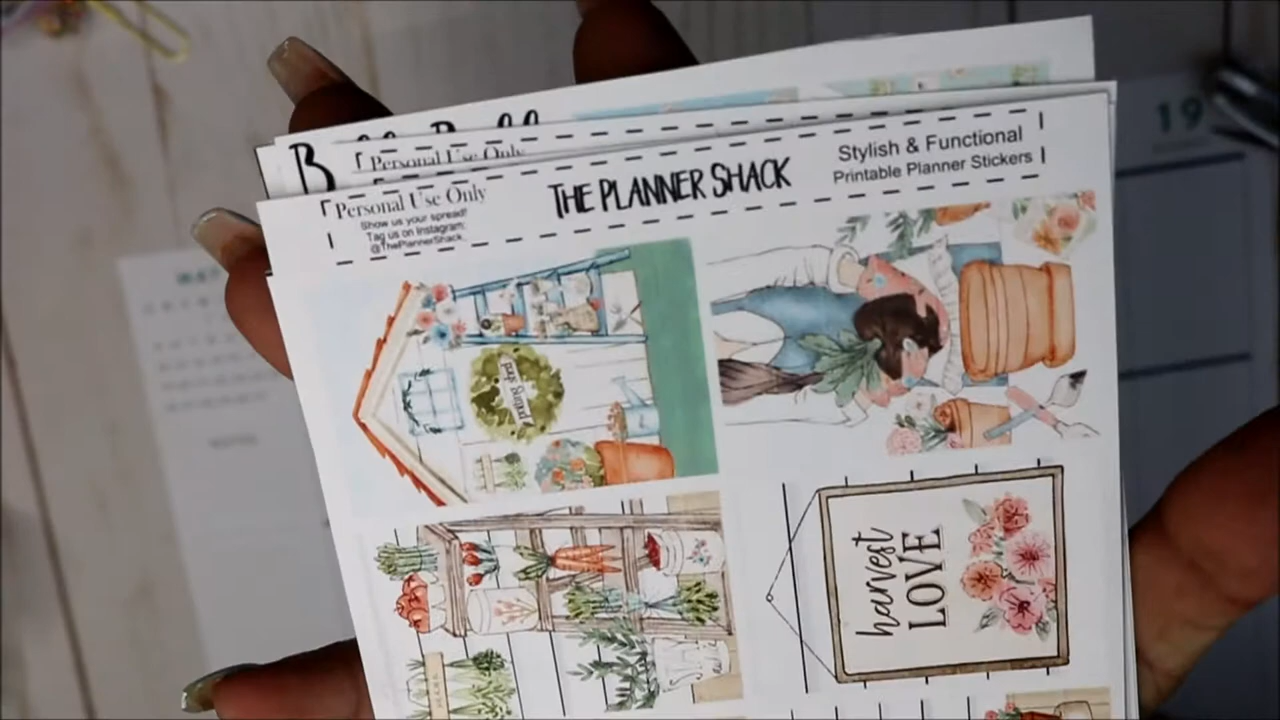 Personal Use Only
Personal Use Only
Show us your spread!
Tag us on Instagram:
@ThePlannerShack
THE PLANNER SHACK
Stylish & Functional
Printable Planner Stickers
19
potting shed
harvest
LOVE